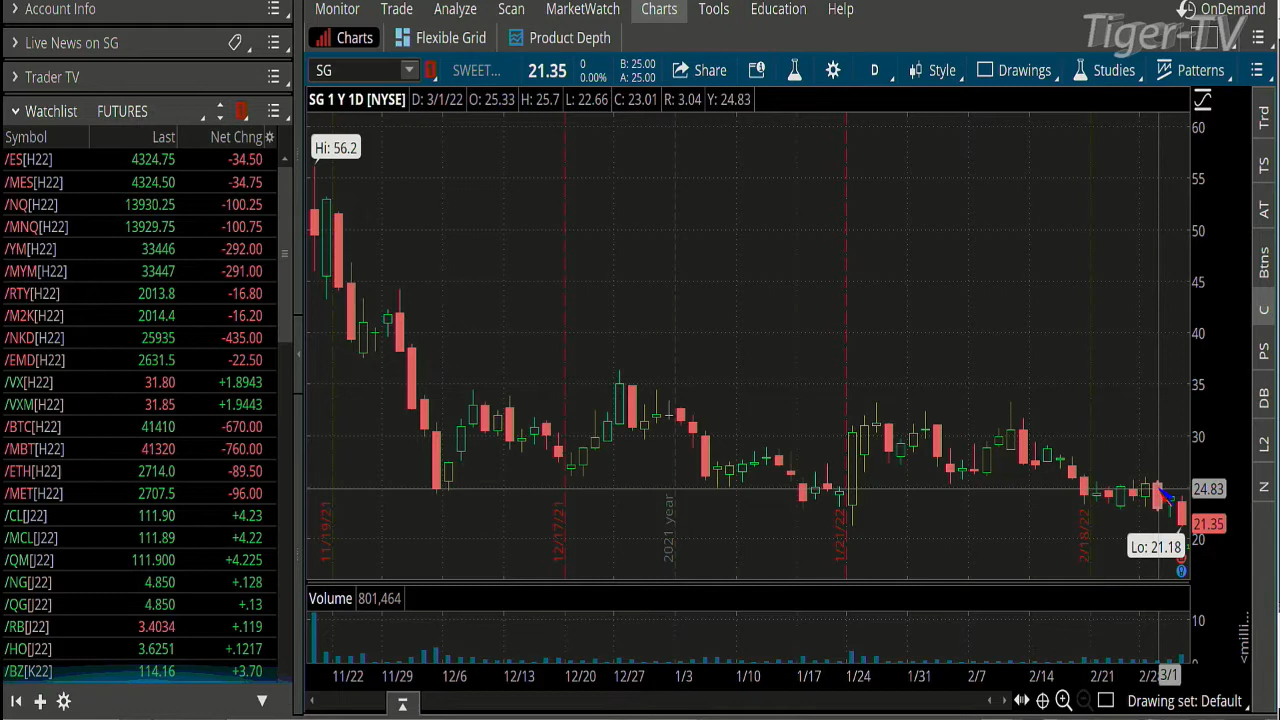 Account Info
Live News on SG
Trader TV
Watchlist FUTURES
Symbol Last Net Chng
/ES[H22] 4324.75 -34.50
/MES[H22] 4324.50 -34.75
/NQ[H22] 13930.25 -100.25
/MNQ[H22] 13929.75 -100.75
/YM[H22] 33446 -292.00
/MYM[H22] 33447 -291.00
/RTY[H22] 2013.8 -16.80
/M2K[H22] 2014.4 -16.20
/NKD[H22] 25935 -435.00
/EMD[H22] 2631.5 -22.50
/VX[H22] 31.80 +1.8943
/VXM[H22] 31.85 +1.9443
/BTC[H22] 41410 -670.00
/MBT[H22] 41320 -760.00
/ETH[H22] 2714.0 -89.50
/MET[H22] 2707.5 -96.00
/CL[J22] 111.90 +4.23
/MCL[J22] 111.89 +4.22
/QM[J22] 111.900 +4.225
/NG[J22] 4.850 +.128
/QG[J22] 4.850 +.13
/RB[J22] 3.4034 +.119
/HO[J22] 3.6251 +.1217
/BZ[K22] 114.16 +3.70
Monitor Trade Analyze Scan MarketWatch Charts Tools Education Help
OnDemand
Tiger-TV
Charts Flexible Grid Product Depth
SG SWEET... 21.35 0 0.00% B: 25.00 A: 25.00 Share D Style Drawings Studies Patterns
SG 1 Y 1D [NYSE] D: 3/1/22 O: 25.33 H: 25.7 L: 22.66 C: 23.01 R: 3.04 Y: 24.83
Hi: 56.2
60
55
50
45
40
35
30
24.83
21.35
20
Lo: 21.18
11/19/21
12/17/21
2021 year
1/21/22
2/18/22
Volume 801,464
10
0
<milli...
11/22 11/29 12/6 12/13 12/20 12/27 1/3 1/10 1/17 1/24 1/31 2/7 2/14 2/21 3/1
Drawing set: Default
Trd
TS
AT
Btns
C
PS
DB
L2
N